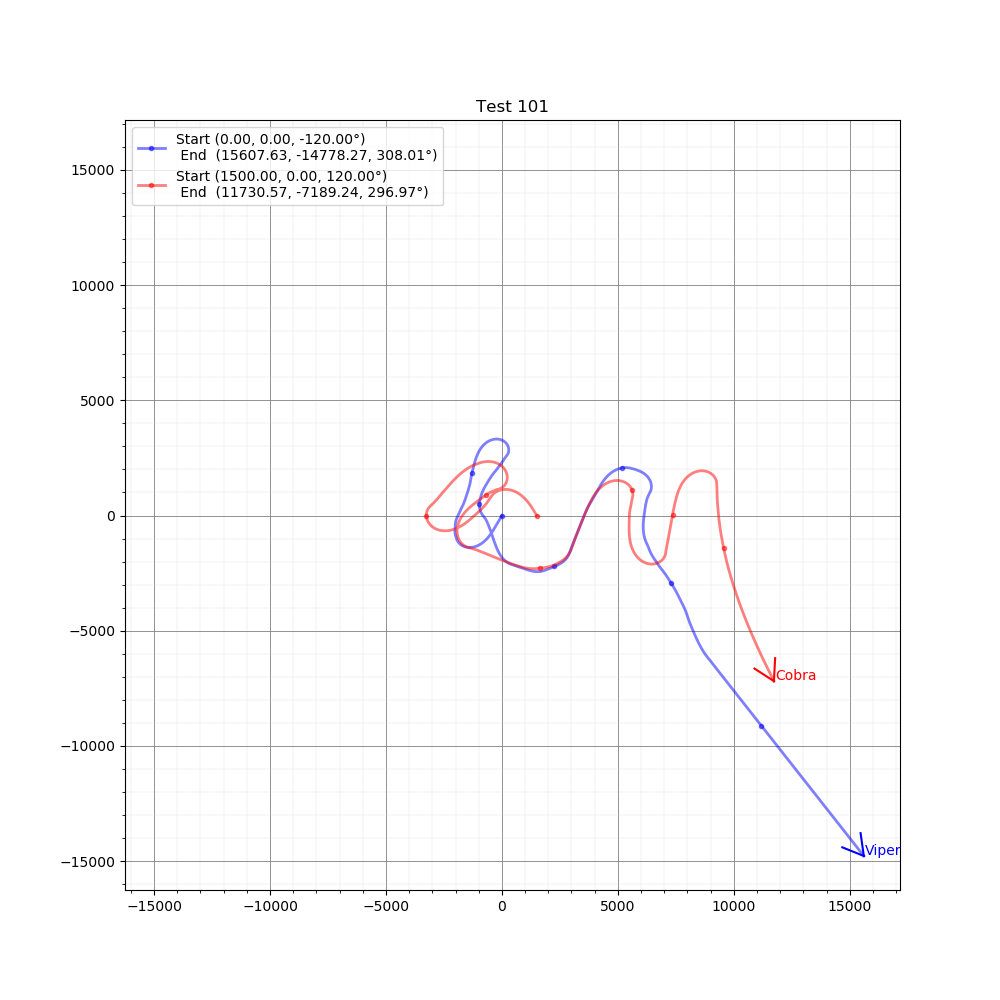 Test 101
Start (0.00, 0.00, -120.00°)
End (15607.63, -14778.27, 308.01°)
Start (1500.00, 0.00, 120.00°)
End (11730.57, -7189.24, 296.97°)
15000
10000
5000
0
−5000
−10000
−15000
Cobra
Viper
−15000 −10000 −5000 0 5000 10000 15000